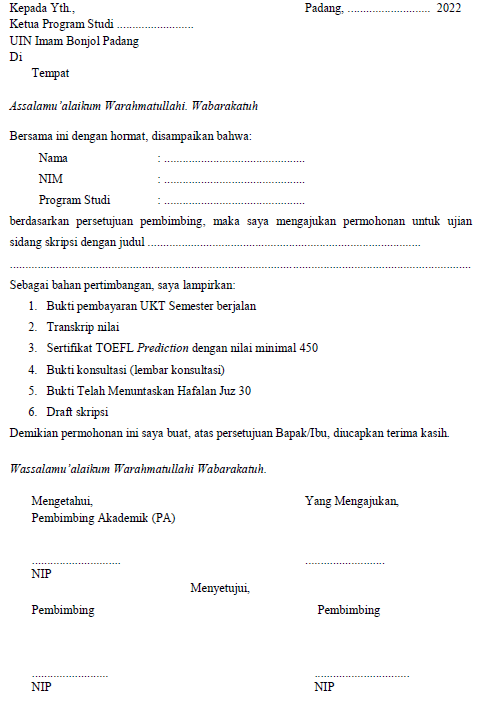 Kepada Yth., Padang, ............................ 2022
Ketua Program Studi .........................
UIN Imam Bonjol Padang
Di
Tempat
Assalamu’alaikum Warahmatullahi. Wabarakatuh
Bersama ini dengan hormat, disampaikan bahwa:
Nama : ...............................................
NIM : ...............................................
Program Studi : ...............................................
berdasarkan persetujuan pembimbing, maka saya mengajukan permohonan untuk ujian
sidang skripsi dengan judul ...........................................................................................
.........................................................................................................................................................
Sebagai bahan pertimbangan, saya lampirkan:
1. Bukti pembayaran UKT Semester berjalan
2. Transkrip nilai
3. Sertifikat TOEFL Prediction dengan nilai minimal 450
4. Bukti konsultasi (lembar konsultasi)
5. Bukti Telah Menuntaskan Hafalan Juz 30
6. Draft skripsi
Demikian permohonan ini saya buat, atas persetujuan Bapak/Ibu, diucapkan terima kasih.
Wassalamu’alaikum Warahmatullahi Wabarakatuh.
Mengetahui, Yang Mengajukan,
Pembimbing Akademik (PA)
............................. ..........................
NIP
Menyetujui,
Pembimbing Pembimbing
......................... ...............................
NIP NIP